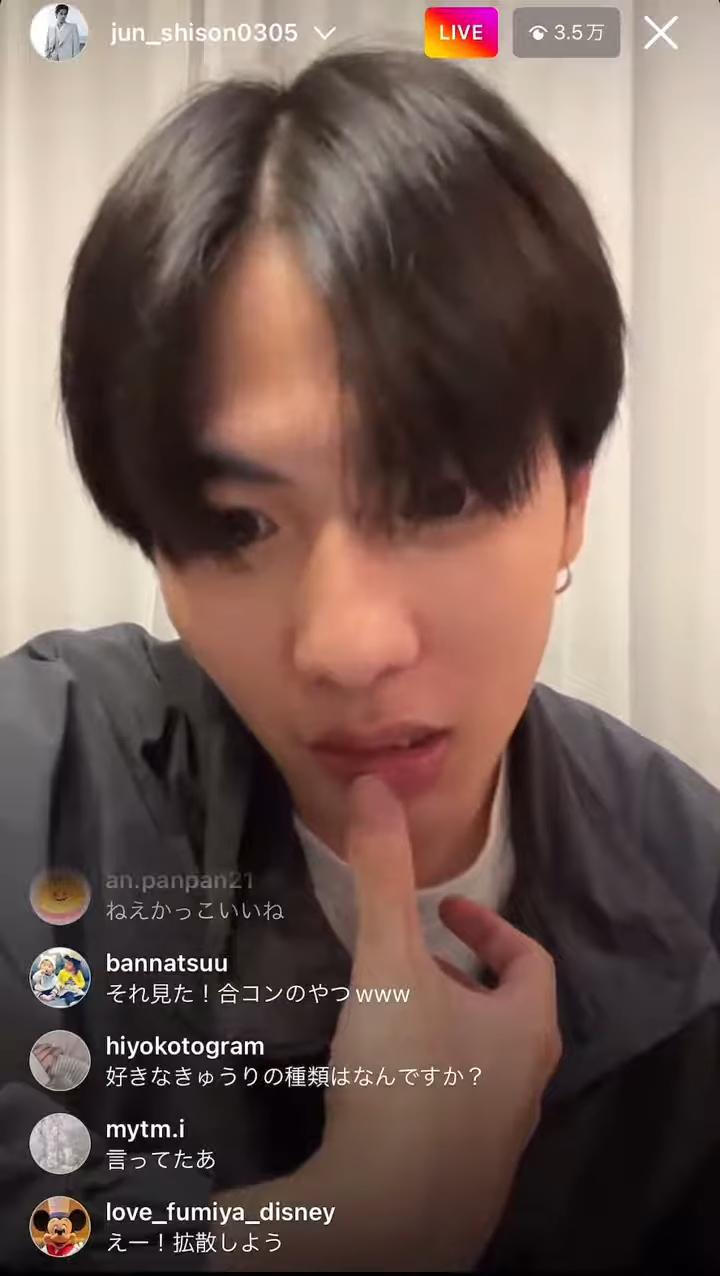 jun_shison0305
LIVE
3.5万
an.panpan21
ねえかっこいいね
bannatsuu
それ見た！合コンのやつwww
hiyokotogram
好きなきゅうりの種類はなんですか？
mytm.i
言ってたあ
love_fumiya_disney
えー！拡散しよう